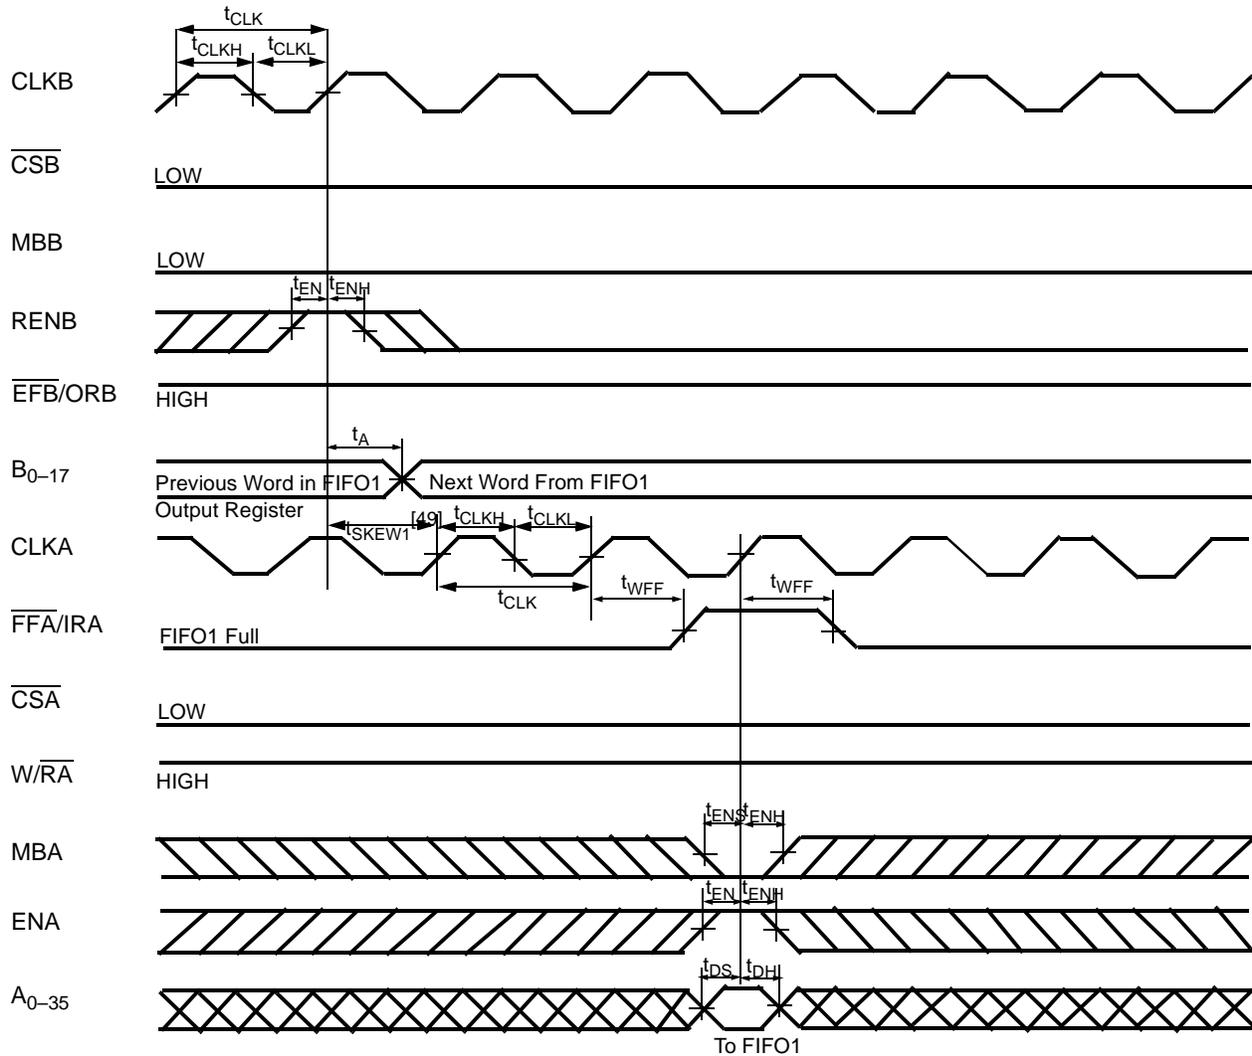 tCLK
tCLKH tCLKL
CLKB
CSB
LOW
MBB
LOW
tEN tENH
RENB
EFB/ORB
HIGH
tA
B0–17
Previous Word in FIFO1 Next Word From FIFO1
Output Register
tSKEW1[49] tCLKH tCLKL
CLKA
tCLK tWFF tWFF
FFA/IRA
FIFO1 Full
CSA
LOW
W/RA
HIGH
tENS tENH
MBA
tEN tENH
ENA
tDS tDH
A0–35
To FIFO1